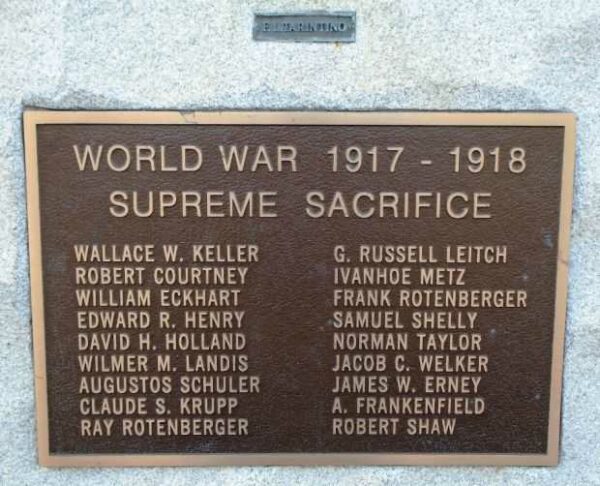 F. I. TARINTINO
WORLD WAR 1917 - 1918
SUPREME SACRIFICE
WALLACE W. KELLER
ROBERT COURTNEY
WILLIAM ECKHART
EDWARD R. HENRY
DAVID H. HOLLAND
WILMER M. LANDIS
AUGUSTOS SCHULER
CLAUDE S. KRUPP
RAY ROTENBERGER
G. RUSSELL LEITCH
IVANHOE METZ
FRANK ROTENBERGER
SAMUEL SHELLY
NORMAN TAYLOR
JACOB C. WELKER
JAMES W. ERNEY
A. FRANKENFIELD
ROBERT SHAW